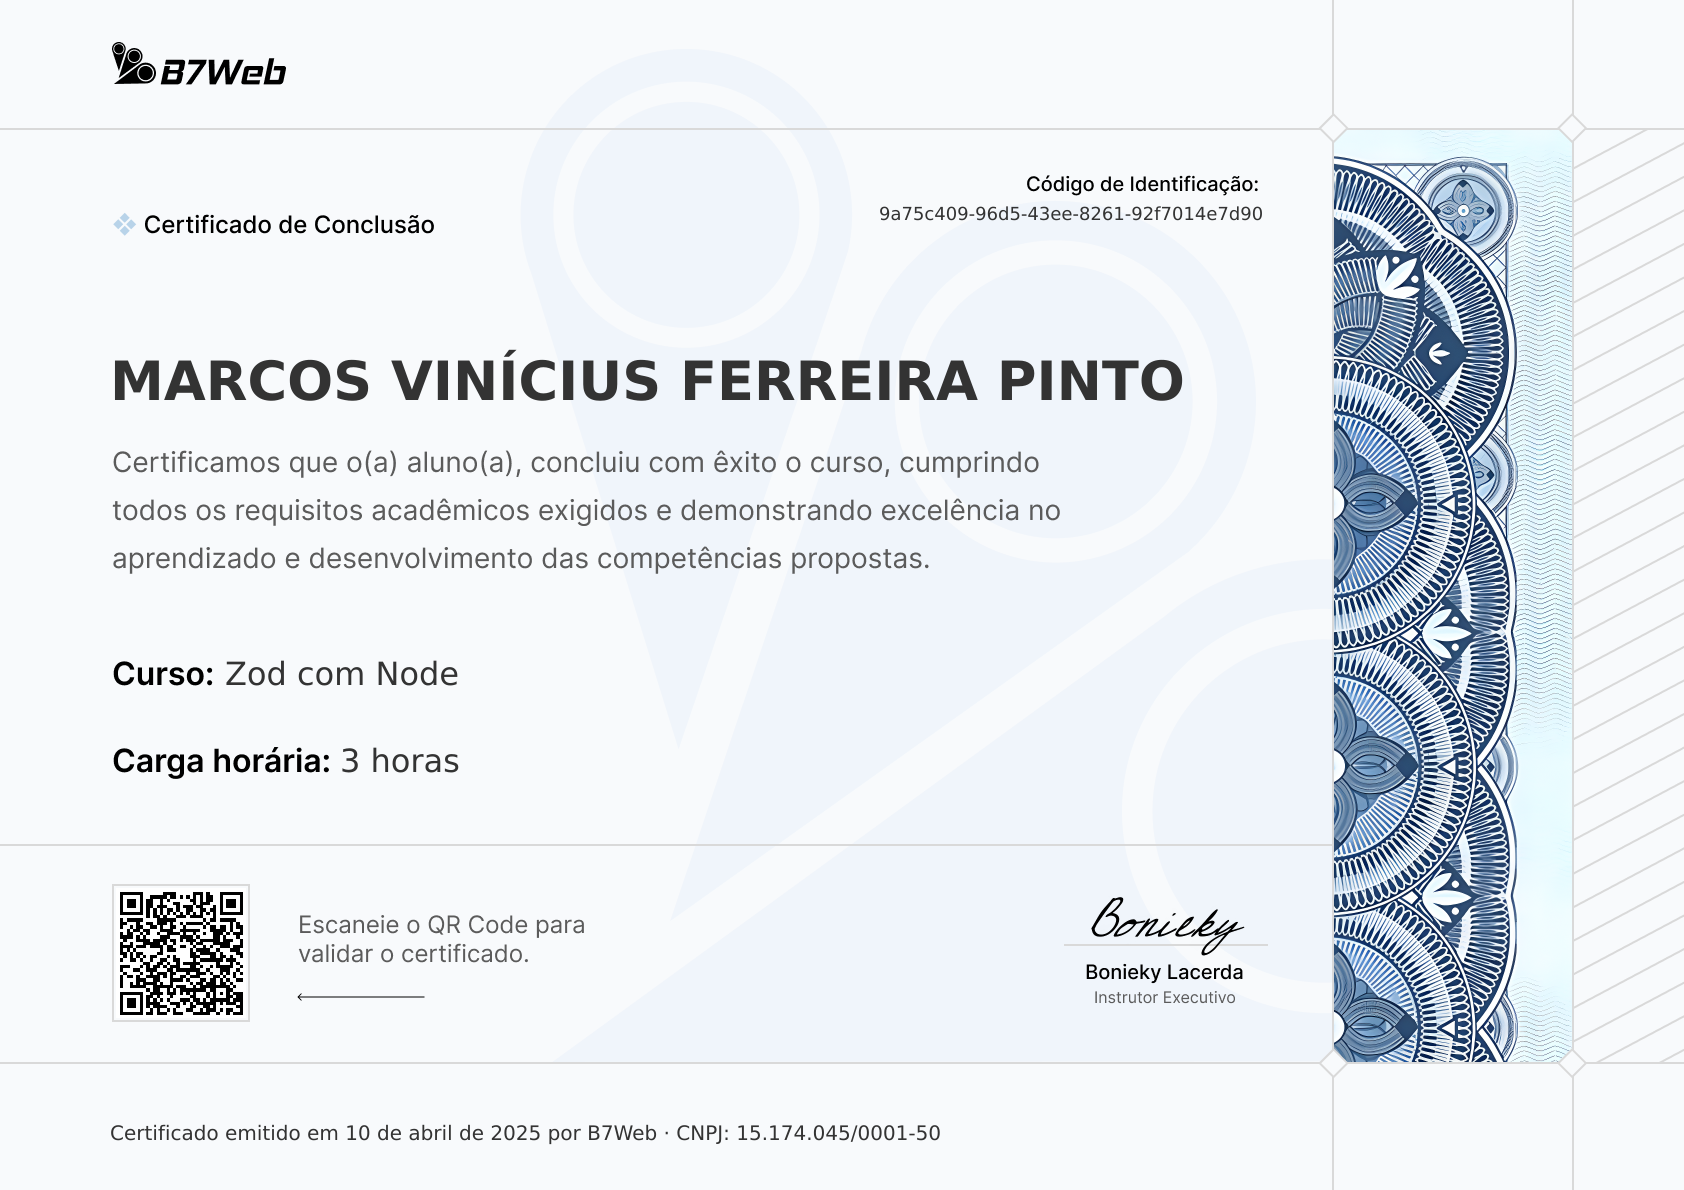 B7Web
Código de Identificação:
9a75c409-96d5-43ee-8261-92f7014e7d90
Certificado de Conclusão
MARCOS VINÍCIUS FERREIRA PINTO
Certificamos que o(a) aluno(a), concluiu com êxito o curso, cumprindo
todos os requisitos acadêmicos exigidos e demonstrando excelência no
aprendizado e desenvolvimento das competências propostas.
Curso: Zod com Node
Carga horária: 3 horas
Escaneie o QR Code para
validar o certificado.
Bonieky
Bonieky Lacerda
Instrutor Executivo
Certificado emitido em 10 de abril de 2025 por B7Web · CNPJ: 15.174.045/0001-50